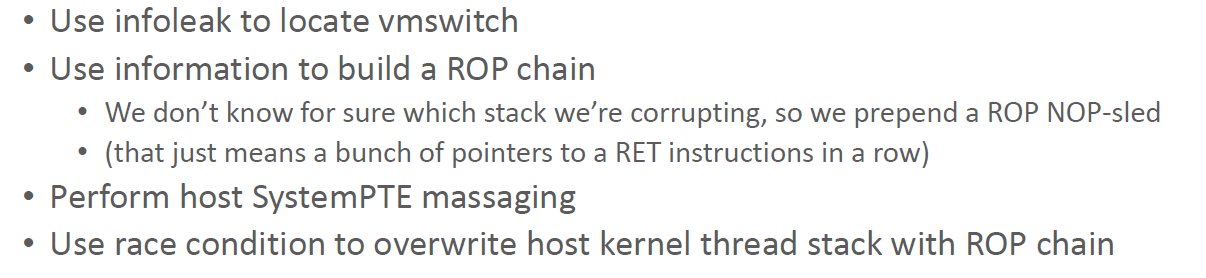 • Use infoleak to locate vmswitch
• Use information to build a ROP chain
• We don't know for sure which stack we're corrupting, so we prepend a ROP NOP-sled
• (that just means a bunch of pointers to a RET instructions in a row)
• Perform host SystemPTE massaging
• Use race condition to overwrite host kernel thread stack with ROP chain